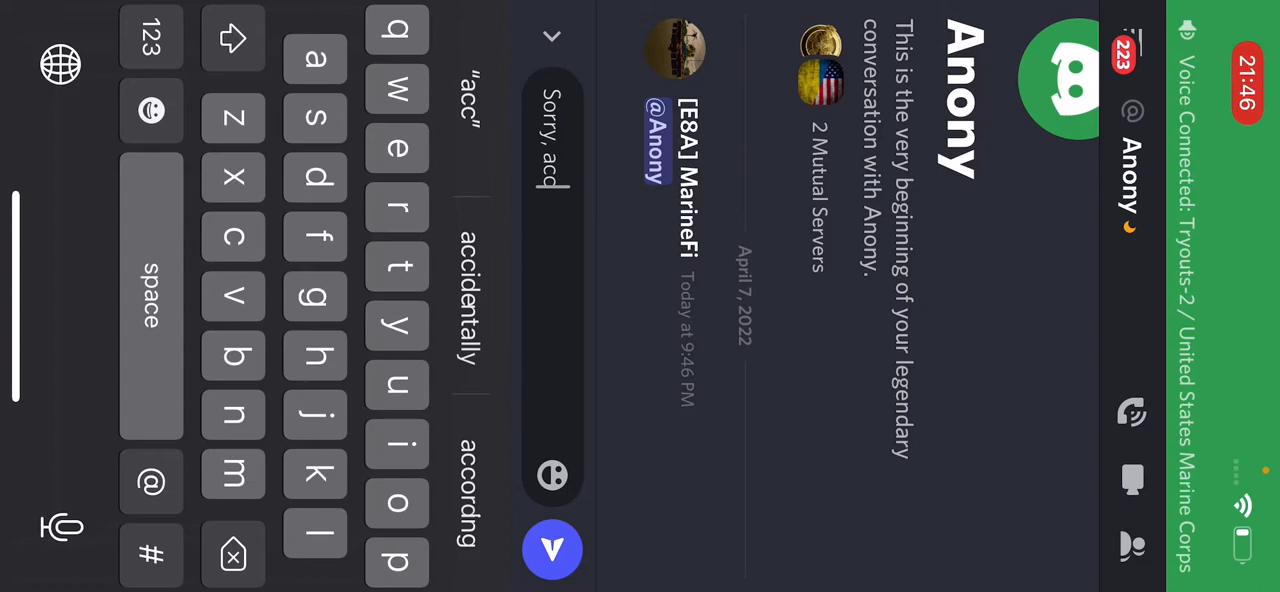 21:46
Voice Connected: Tryouts-2 / United States Marine Corps
223
@ Anony
Anony
This is the very beginning of your legendary
conversation with Anony.
2 Mutual Servers
April 7, 2022
[E8A] MarineFi Today at 9:46 PM
@Anony
Sorry, acc
"acc" accidentally accordng
q w e r t y u i o p
a s d f g h j k l
z x c v b n m
123 space @ #